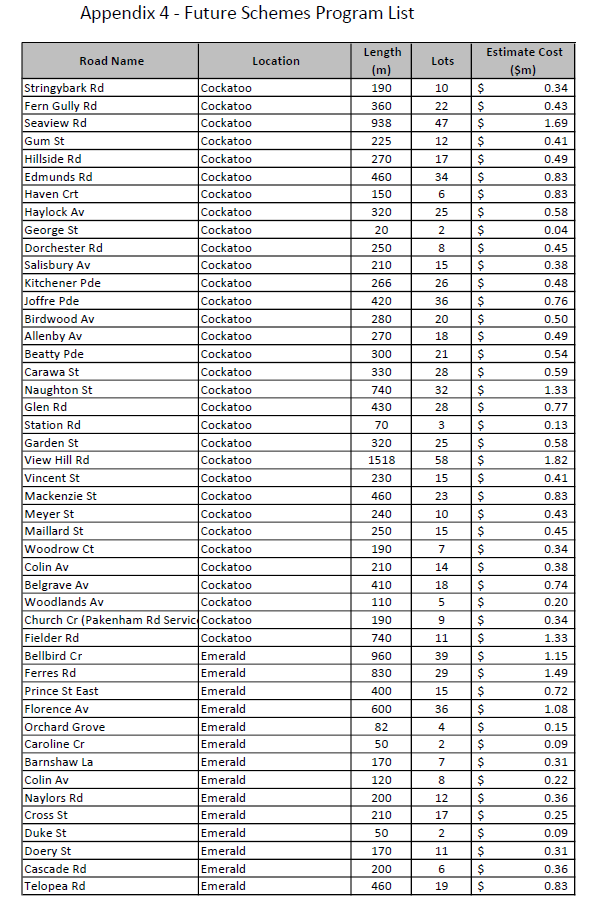 Appendix 4 - Future Schemes Program List
Road Name Location Length (m) Lots Estimate Cost ($m)
Stringybark Rd Cockatoo 190 10 $ 0.34
Fern Gully Rd Cockatoo 360 22 $ 0.43
Seaview Rd Cockatoo 938 47 $ 1.69
Gum St Cockatoo 225 12 $ 0.41
Hillside Rd Cockatoo 270 17 $ 0.49
Edmunds Rd Cockatoo 460 34 $ 0.83
Haven Crt Cockatoo 150 6 $ 0.83
Haylock Av Cockatoo 320 25 $ 0.58
George St Cockatoo 20 2 $ 0.04
Dorchester Rd Cockatoo 250 8 $ 0.45
Salisbury Av Cockatoo 210 15 $ 0.38
Kitchener Pde Cockatoo 266 26 $ 0.48
Joffre Pde Cockatoo 420 36 $ 0.76
Birdwood Av Cockatoo 280 20 $ 0.50
Allenby Av Cockatoo 270 18 $ 0.49
Beatty Pde Cockatoo 300 21 $ 0.54
Carawa St Cockatoo 330 28 $ 0.59
Naughton St Cockatoo 740 32 $ 1.33
Glen Rd Cockatoo 430 28 $ 0.77
Station Rd Cockatoo 70 3 $ 0.13
Garden St Cockatoo 320 25 $ 0.58
View Hill Rd Cockatoo 1518 58 $ 1.82
Vincent St Cockatoo 230 15 $ 0.41
Mackenzie St Cockatoo 460 23 $ 0.83
Meyer St Cockatoo 240 10 $ 0.43
Maillard St Cockatoo 250 15 $ 0.45
Woodrow Ct Cockatoo 190 7 $ 0.34
Colin Av Cockatoo 210 14 $ 0.38
Belgrave Av Cockatoo 410 18 $ 0.74
Woodlands Av Cockatoo 110 5 $ 0.20
Church Cr (Pakenham Rd Servic Cockatoo 190 9 $ 0.34
Fielder Rd Cockatoo 740 11 $ 1.33
Bellbird Cr Emerald 960 39 $ 1.15
Ferres Rd Emerald 830 29 $ 1.49
Prince St East Emerald 400 15 $ 0.72
Florence Av Emerald 600 36 $ 1.08
Orchard Grove Emerald 82 4 $ 0.15
Caroline Cr Emerald 50 2 $ 0.09
Barnshaw La Emerald 170 7 $ 0.31
Colin Av Emerald 120 8 $ 0.22
Naylors Rd Emerald 200 12 $ 0.36
Cross St Emerald 210 17 $ 0.25
Duke St Emerald 50 2 $ 0.09
Doery St Emerald 170 11 $ 0.31
Cascade Rd Emerald 200 6 $ 0.36
Telopea Rd Emerald 460 19 $ 0.83